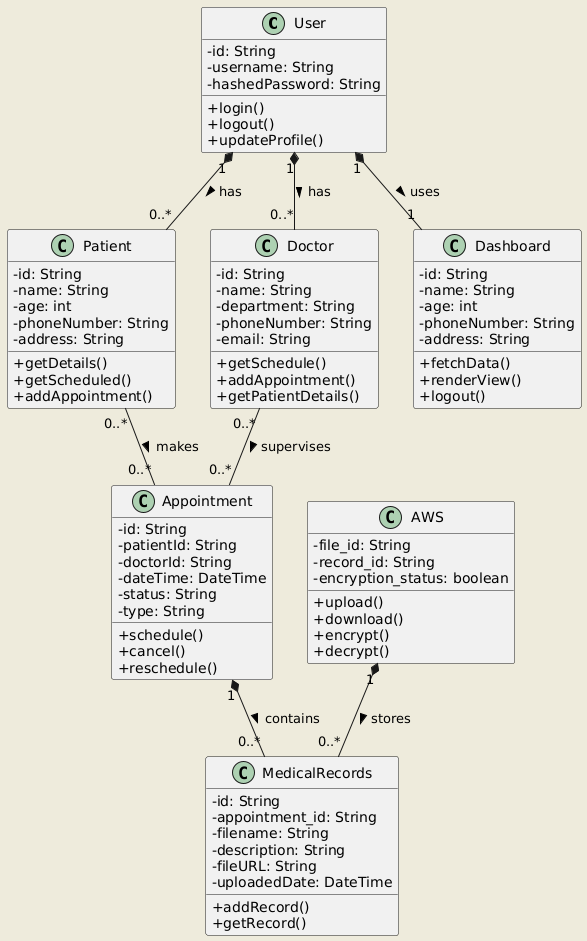 C User
-id: String
-username: String
-hashedPassword: String
+login()
+logout()
+updateProfile()
1 1 1
has has uses
0..* 0..* 1
C Patient
-id: String
-name: String
-age: int
-phoneNumber: String
-address: String
+getDetails()
+getScheduled()
+addAppointment()
C Doctor
-id: String
-name: String
-department: String
-phoneNumber: String
-email: String
+getSchedule()
+addAppointment()
+getPatientDetails()
C Dashboard
-id: String
-name: String
-age: int
-phoneNumber: String
-address: String
+fetchData()
+renderView()
+logout()
0..* 0..*
makes supervises
0..* 0..*
C Appointment
-id: String
-patientId: String
-doctorId: String
-dateTime: DateTime
-status: String
-type: String
+schedule()
+cancel()
+reschedule()
C AWS
-file_id: String
-record_id: String
-encryption_status: boolean
+upload()
+download()
+encrypt()
+decrypt()
1 1
contains stores
0..* 0..*
C MedicalRecords
-id: String
-appointment_id: String
-filename: String
-description: String
-fileURL: String
-uploadedDate: DateTime
+addRecord()
+getRecord()